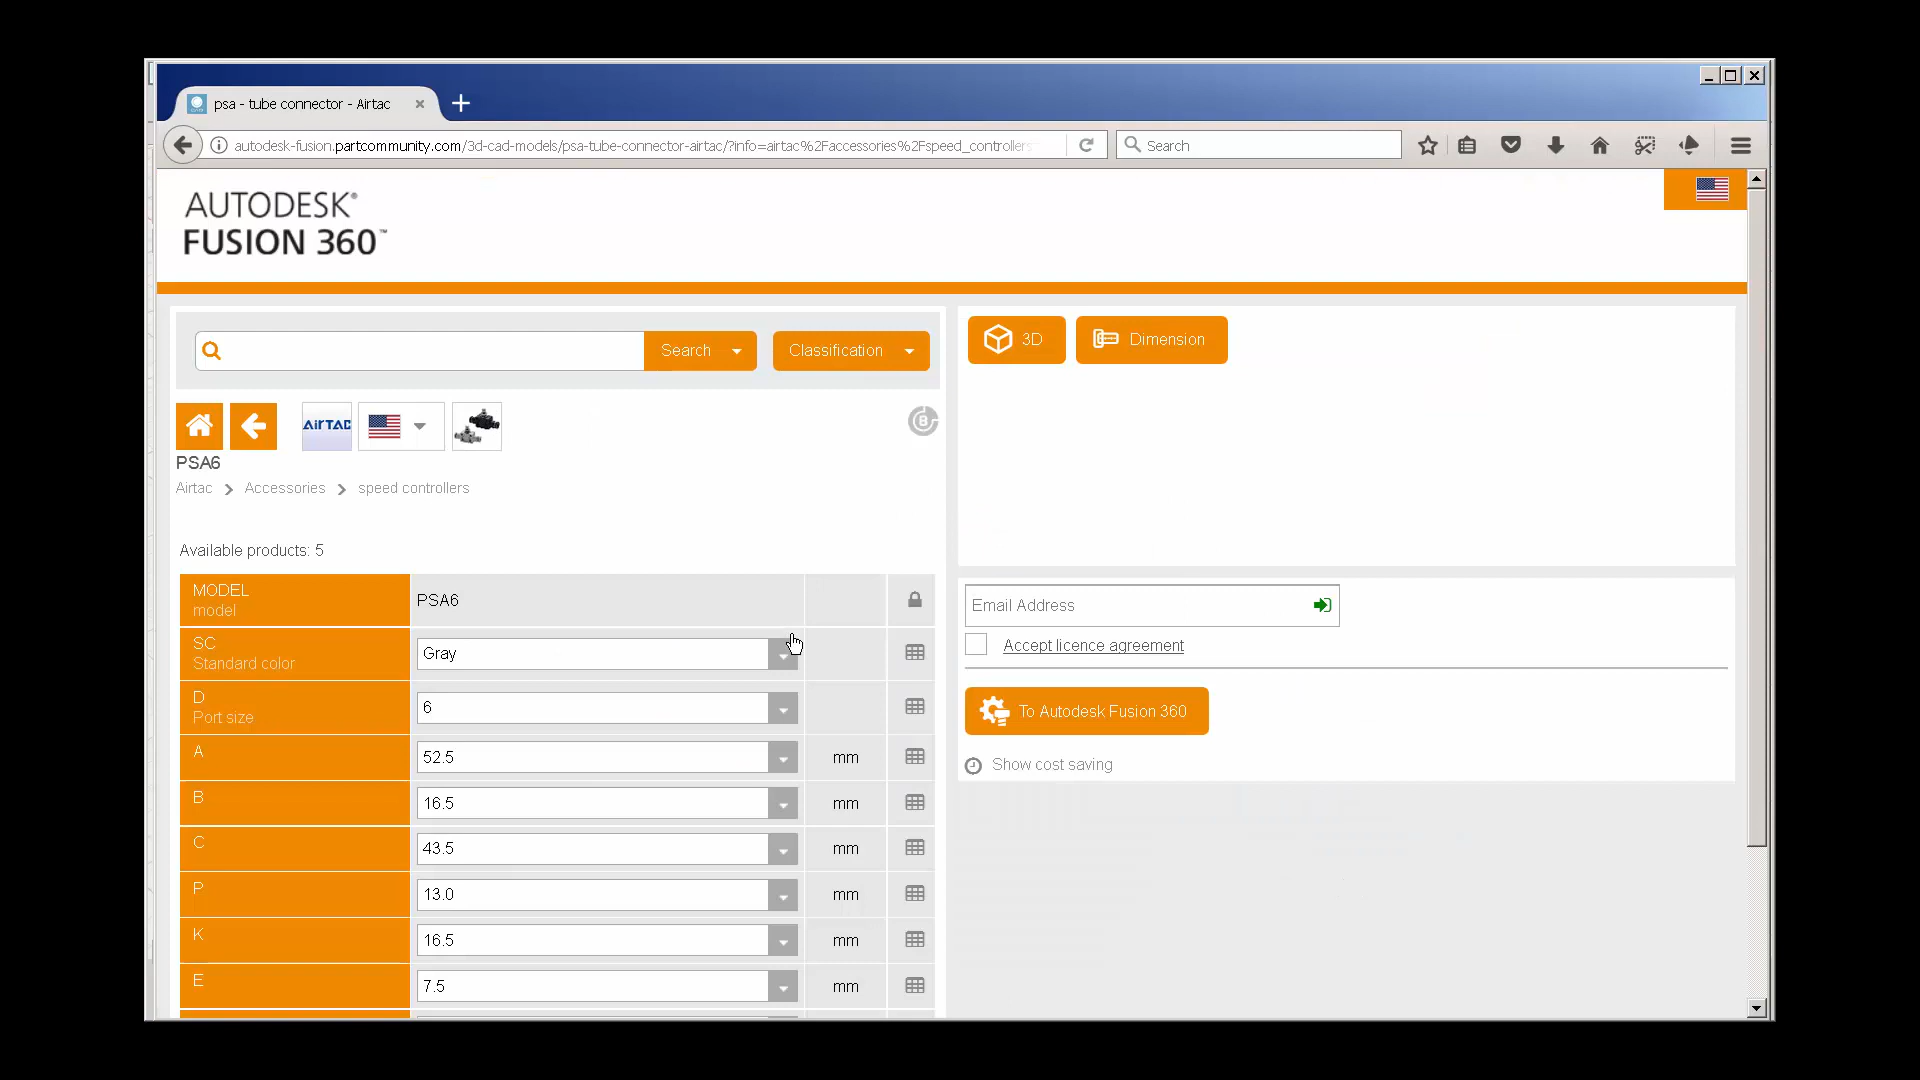 psa - tube connector - Airtac
autodesk-fusion.partcommunity.com/3d-cad-models/psa-tube-connector-airtac/?info=airtac%2Faccessories%2Fspeed_controllers
Search
AUTODESK®
FUSION 360™
Search
Classification
3D
Dimension
AirTAC
PSA6
Airtac
Accessories
speed controllers
Available products: 5
MODEL
model
PSA6
SC
Standard color
Gray
D
Port size
6
A
52.5
mm
B
16.5
mm
C
43.5
mm
P
13.0
mm
K
16.5
mm
E
7.5
mm
Email Address
Accept licence agreement
To Autodesk Fusion 360
Show cost saving